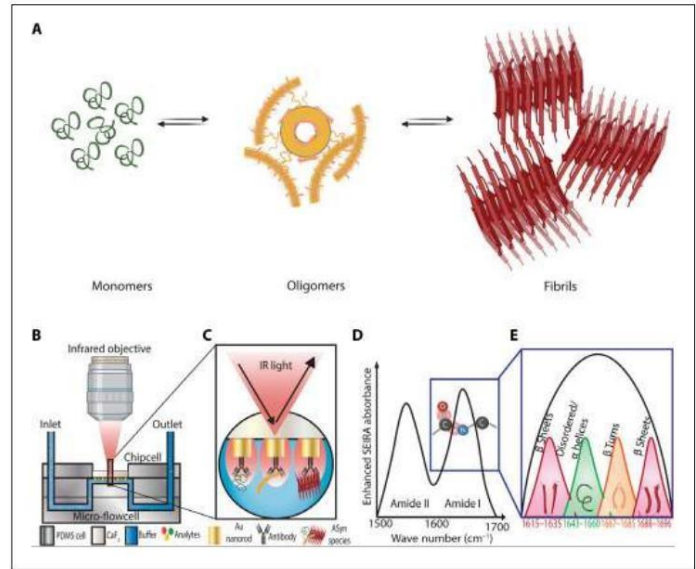 A
Monomers
Oligomers
Fibrils
B
Infrared objective
Inlet
Outlet
Chipcell
Micro-flowcell
C
IR light
D
Enhanced SEIRA absorbance
Amide II
Amide I
1500
1600
1700
Wave number (cm⁻¹)
E
β Sheets
Disordered/
α helices
β Turns
β Sheets
1615–1635
1643–1660
1667–1685
1688–1696
PDMS cell
CaF₂
Buffer
Analytes
Au
nanorod
Antibody
ASyn
species